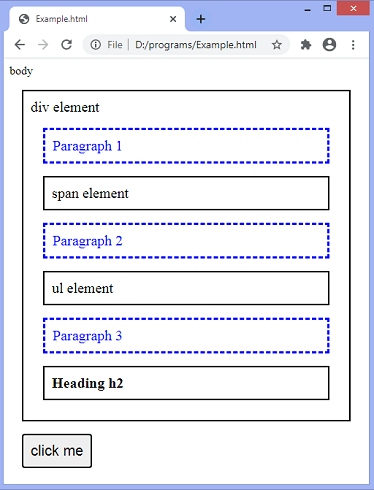 Example.html
File | D:/programs/Example.html
body
div element
Paragraph 1
span element
Paragraph 2
ul element
Paragraph 3
Heading h2
click me